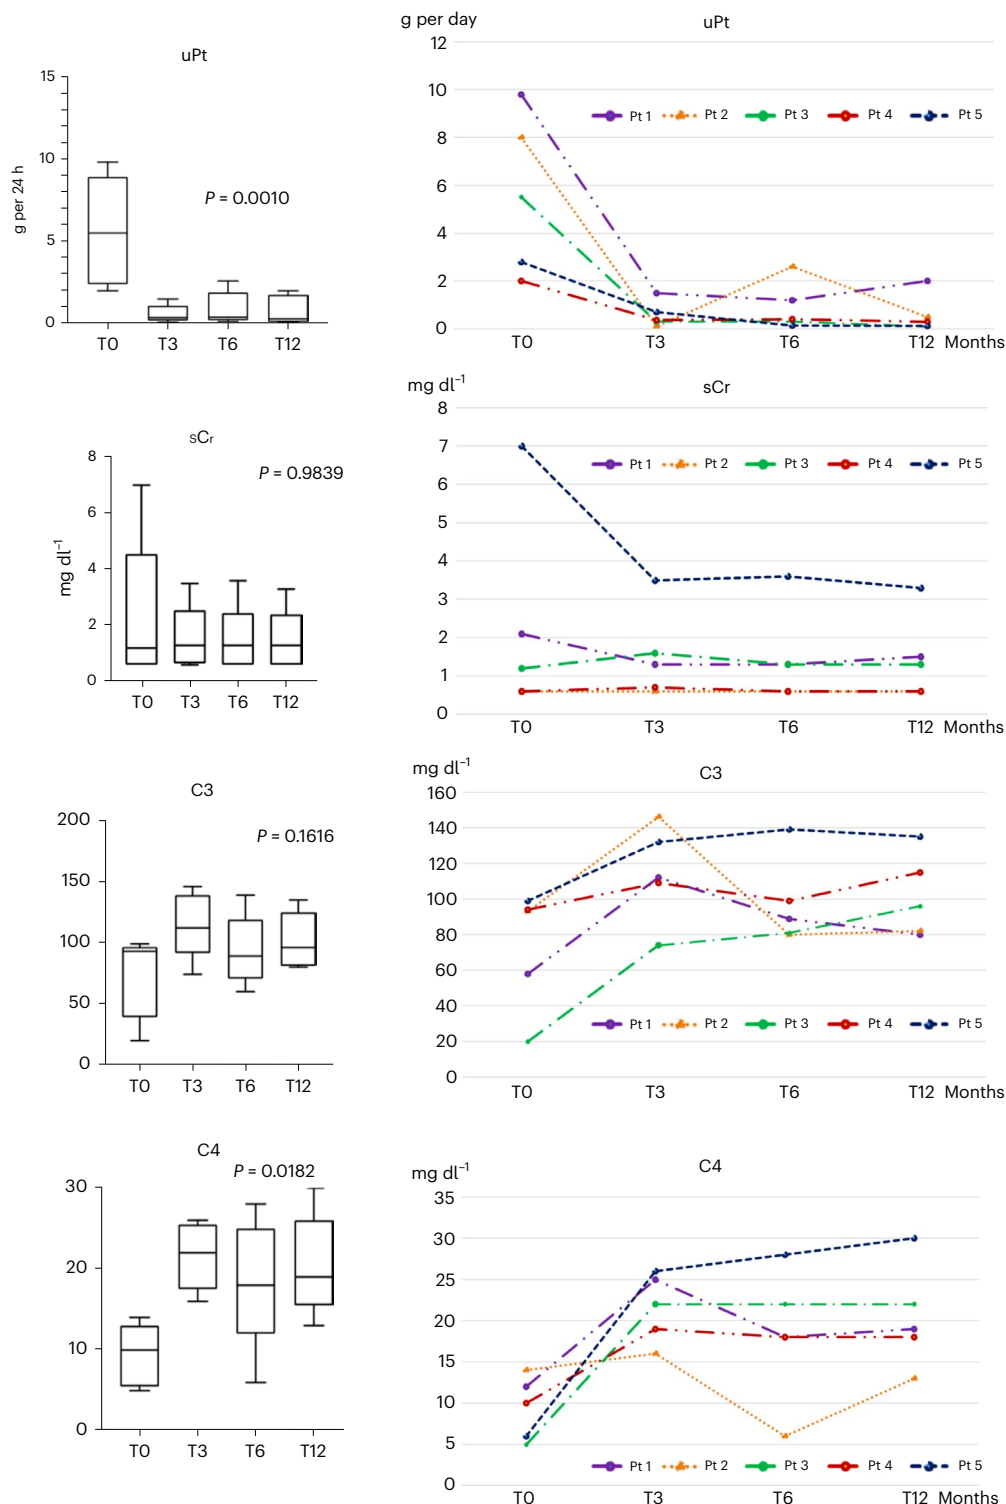 uPt
g per 24 h
15
10
5
0
P = 0.0010
T0 T3 T6 T12
g per day
uPt
12
10
8
6
4
2
0
Pt 1 Pt 2 Pt 3 Pt 4 Pt 5
T0 T3 T6 T12 Months
sCr
mg dl⁻¹
8
6
4
2
0
P = 0.9839
T0 T3 T6 T12
mg dl⁻¹
sCr
8
7
6
5
4
3
2
1
0
Pt 1 Pt 2 Pt 3 Pt 4 Pt 5
T0 T3 T6 T12 Months
C3
200
150
100
50
0
P = 0.1616
T0 T3 T6 T12
mg dl⁻¹
C3
160
140
120
100
80
60
40
20
0
Pt 1 Pt 2 Pt 3 Pt 4 Pt 5
T0 T3 T6 T12 Months
C4
P = 0.0182
30
20
10
0
T0 T3 T6 T12
mg dl⁻¹
C4
35
30
25
20
15
10
5
0
Pt 1 Pt 2 Pt 3 Pt 4 Pt 5
T0 T3 T6 T12 Months